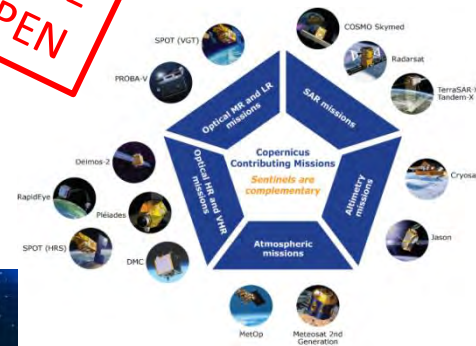 PEN
SPOT (VGT)
PROBA-V
COSMO Skymed
Radarsat
Tandem-X
Optical MR and LR
missions
SAR missions
Copernicus
Contributing Missions
Sentinels are
complementary
Deimos-2
RapidEye
Pléiades
SPOT (HRS)
DMC
Optical HR and VHR
missions
Altimetry
missions
Jason
Atmospheric
missions
MetOp
Meteosat 2nd
Generation